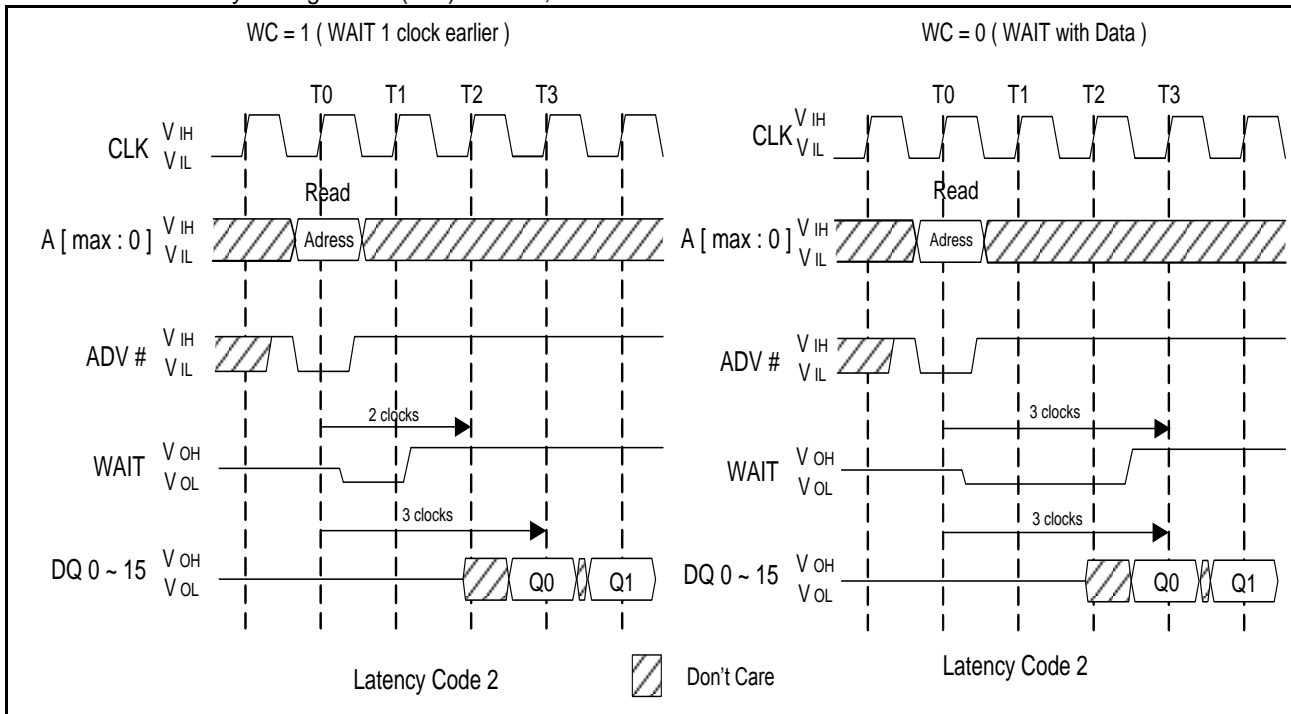 WC = 1 ( WAIT 1 clock earlier )
T0 T1 T2 T3
CLK
V IH
V IL
Read
A [ max : 0 ]
V IH
V IL
Adress
ADV #
V IH
V IL
2 clocks
WAIT
V OH
V OL
3 clocks
DQ 0 ~ 15
V OH
V OL
Q0
Q1
Latency Code 2
WC = 0 ( WAIT with Data )
T0 T1 T2 T3
CLK
V IH
V IL
Read
A [ max : 0 ]
V IH
V IL
Adress
ADV #
V IH
V IL
3 clocks
WAIT
V OH
V OL
3 clocks
DQ 0 ~ 15
V OH
V OL
Q0
Q1
Latency Code 2
Don't Care